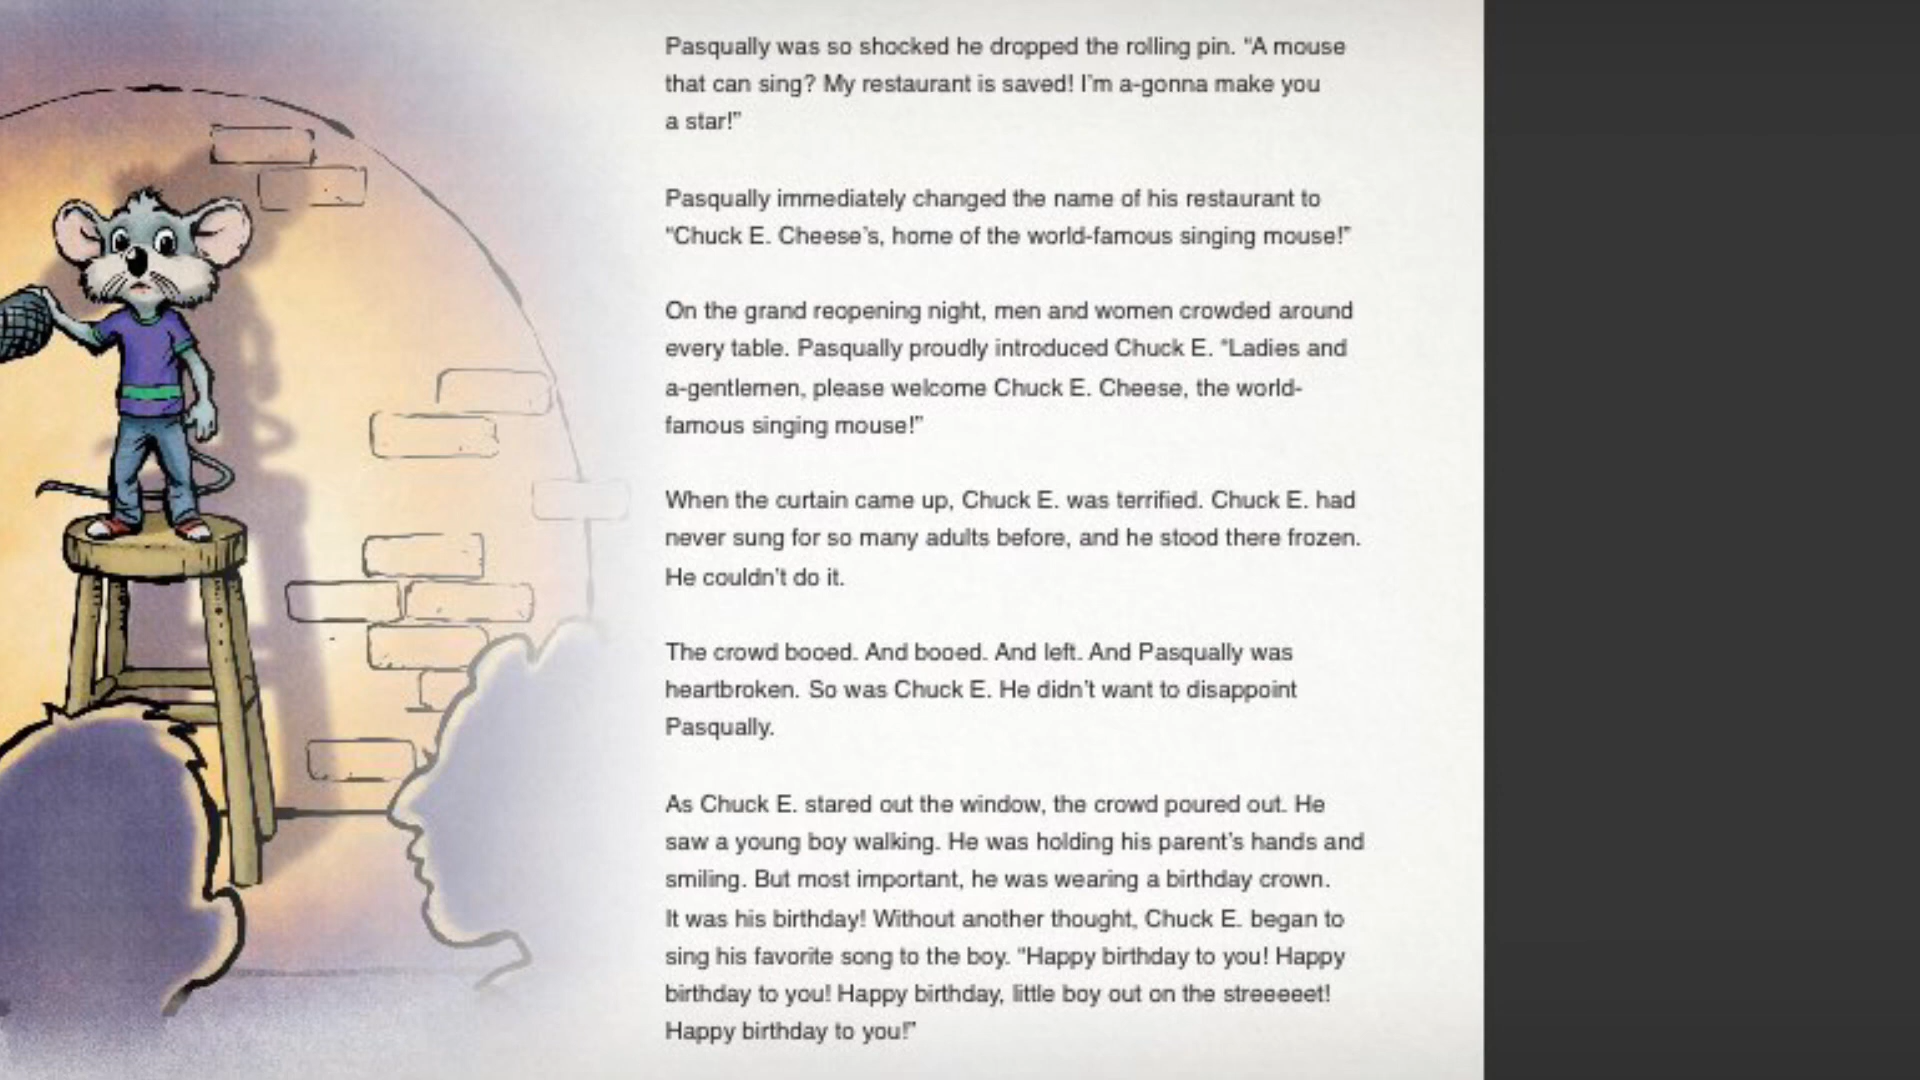 Pasqually was so shocked he dropped the rolling pin. “A mouse
that can sing? My restaurant is saved! I’m a-gonna make you
a star!”
Pasqually immediately changed the name of his restaurant to
“Chuck E. Cheese’s, home of the world-famous singing mouse!”
On the grand reopening night, men and women crowded around
every table. Pasqually proudly introduced Chuck E. “Ladies and
a-gentlemen, please welcome Chuck E. Cheese, the world-
famous singing mouse!”
When the curtain came up, Chuck E. was terrified. Chuck E. had
never sung for so many adults before, and he stood there frozen.
He couldn’t do it.
The crowd booed. And booed. And left. And Pasqually was
heartbroken. So was Chuck E. He didn’t want to disappoint
Pasqually.
As Chuck E. stared out the window, the crowd poured out. He
saw a young boy walking. He was holding his parent’s hands and
smiling. But most important, he was wearing a birthday crown.
It was his birthday! Without another thought, Chuck E. began to
sing his favorite song to the boy. “Happy birthday to you! Happy
birthday to you! Happy birthday, little boy out on the streeeeet!
Happy birthday to you!”